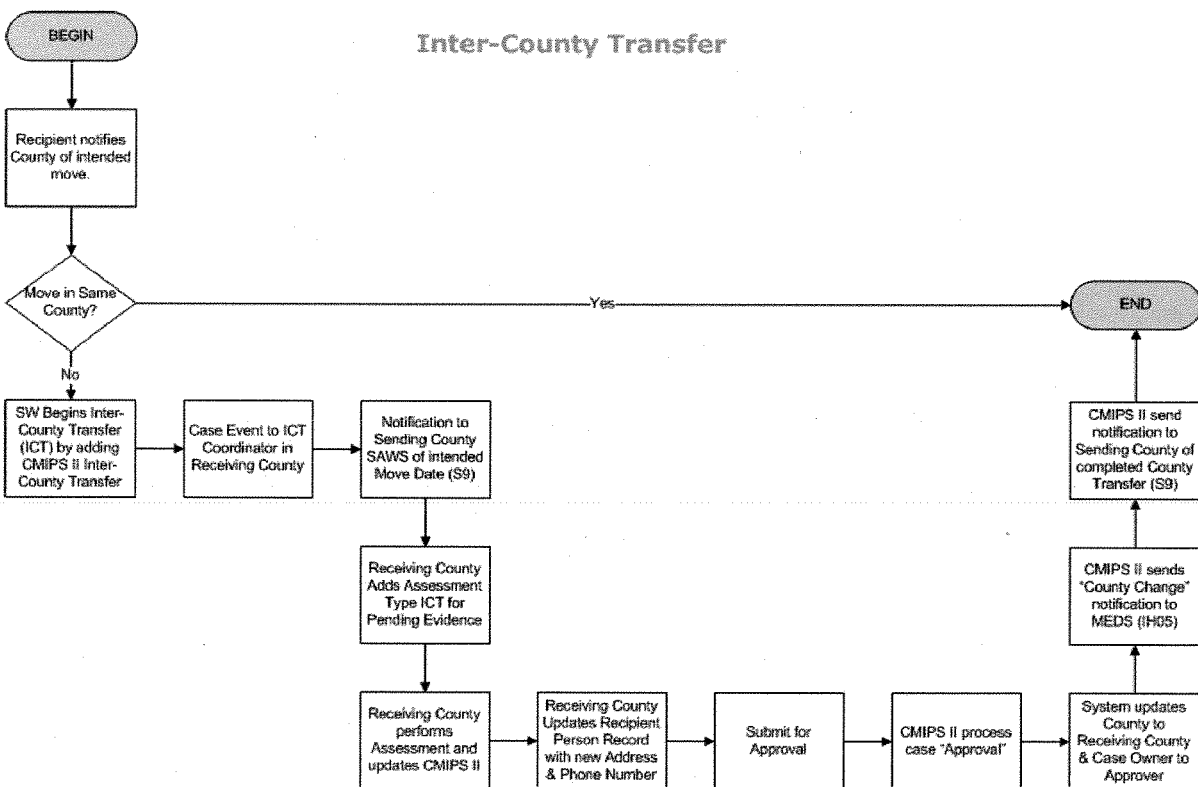 BEGIN
Inter-County Transfer
Recipient notifies
County of intended
move.
Move in Same
County?
Yes
END
No
SW Begins Inter-
County Transfer
(ICT) by adding
CMIPS II Inter-
County Transfer
Case Event to ICT
Coordinator in
Receiving County
Notification to
Sending County
SAWS of intended
Move Date (S9)
Receiving County
Adds Assessment
Type ICT for
Pending Evidence
Receiving County
performs
Assessment and
updates CMIPS II
Receiving County
Updates Recipient
Person Record
with new Address
& Phone Number
Submit for
Approval
CMIPS II process
case "Approval"
System updates
County to
Receiving County
& Case Owner to
Approver
CMIPS II sends
"County Change"
notification to
MEDS (IH05)
CMIPS II send
notification to
Sending County of
completed County
Transfer (S9)